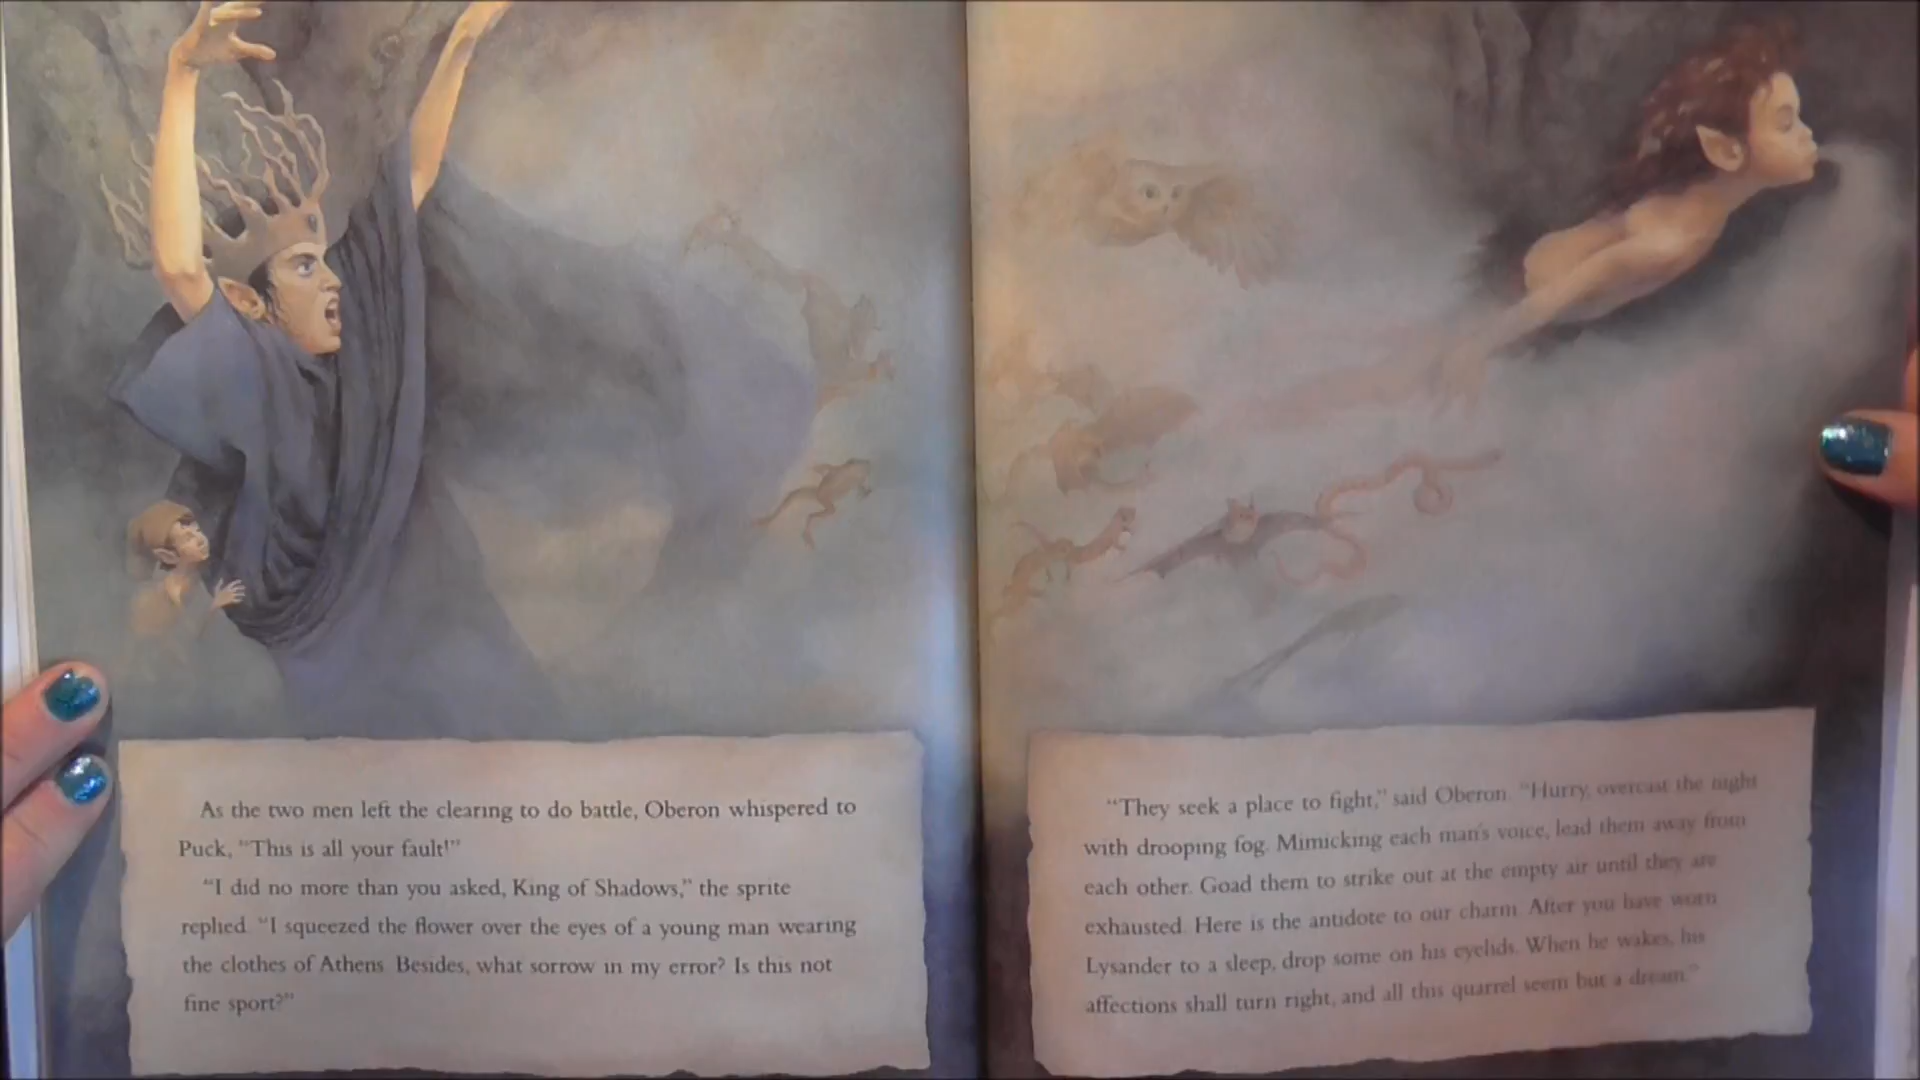 As the two men left the clearing to do battle, Oberon whispered to
Puck, “This is all your fault!”
“I did no more than you asked, King of Shadows,” the sprite
replied. “I squeezed the flower over the eyes of a young man wearing
the clothes of Athens. Besides, what sorrow in my error? Is this not
fine sport?”
“They seek a place to fight,” said Oberon. “Hurry, overcast the night
with drooping fog. Mimicking each man's voice, lead them away from
each other. Goad them to strike out at the empty air until they are
exhausted. Here is the antidote to our charm. After you have worn
Lysander to a sleep, drop some on his eyelids. When he wakes, his
affections shall turn right, and all this quarrel seem but a dream.”